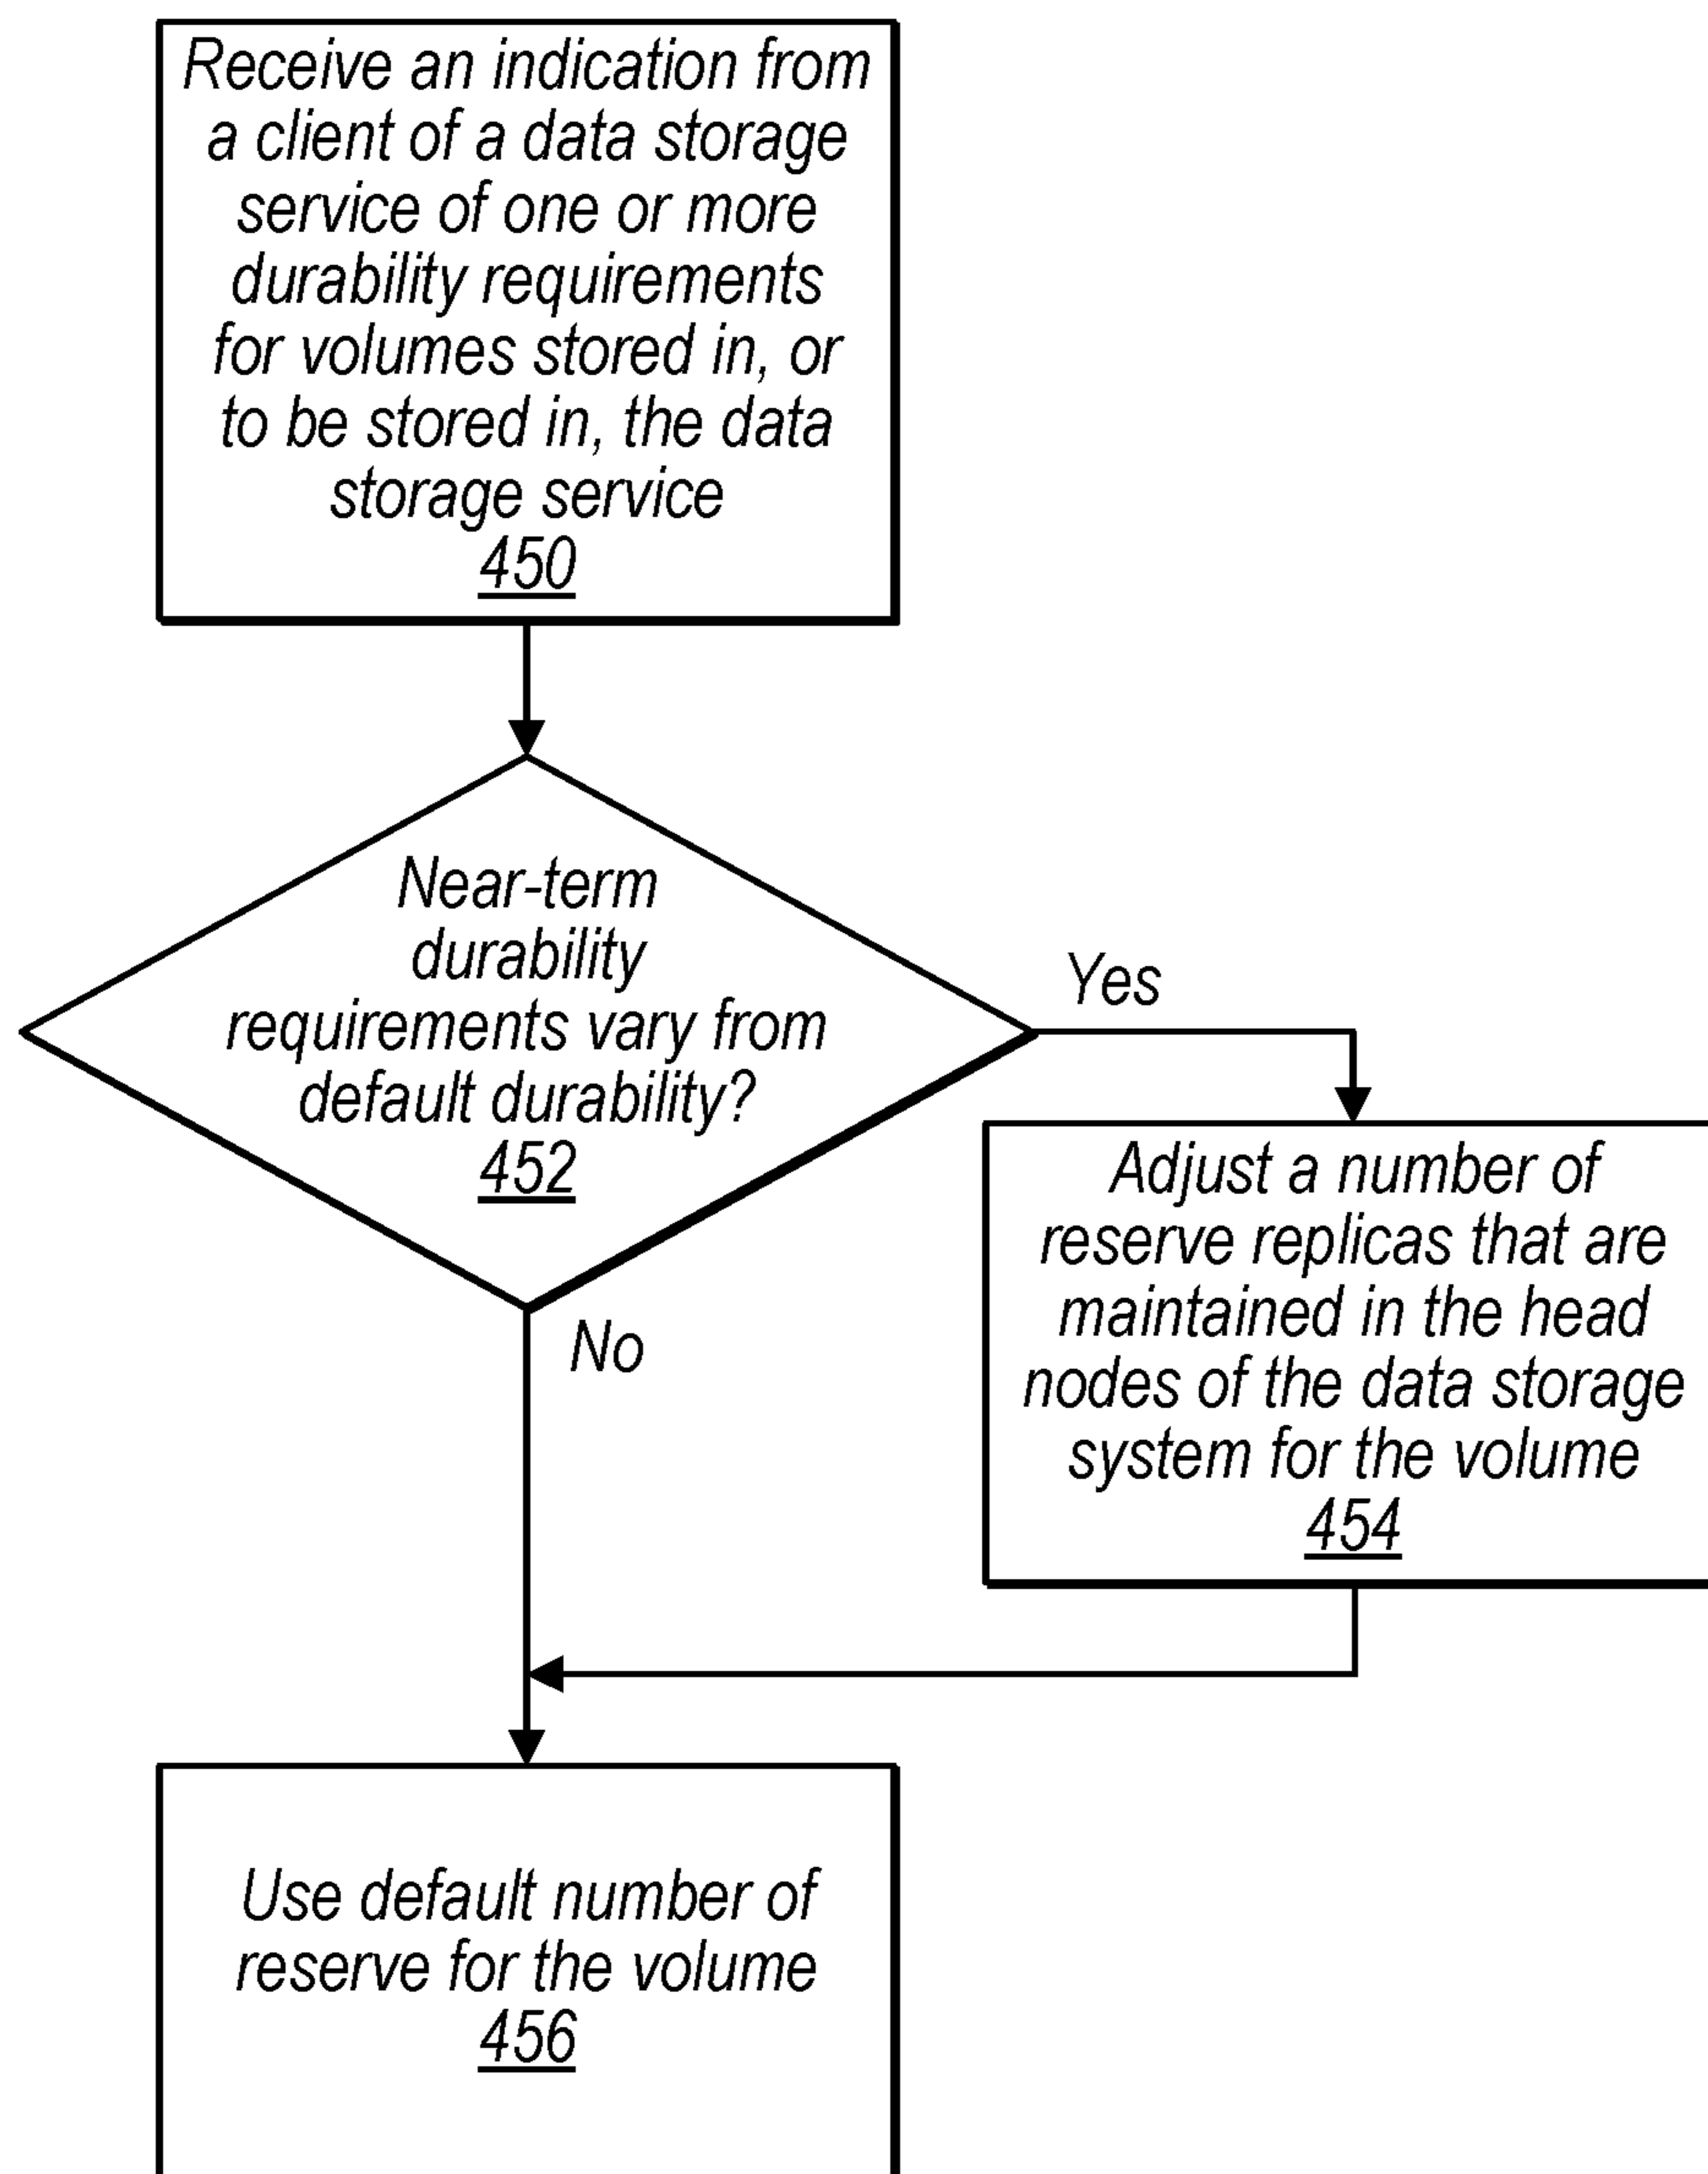 Receive an indication from
a client of a data storage
service of one or more
durability requirements
for volumes stored in, or
to be stored in, the data
storage service
450
Near-term
durability
requirements vary from
default durability?
452
Yes
No
Adjust a number of
reserve replicas that are
maintained in the head
nodes of the data storage
system for the volume
454
Use default number of
reserve for the volume
456